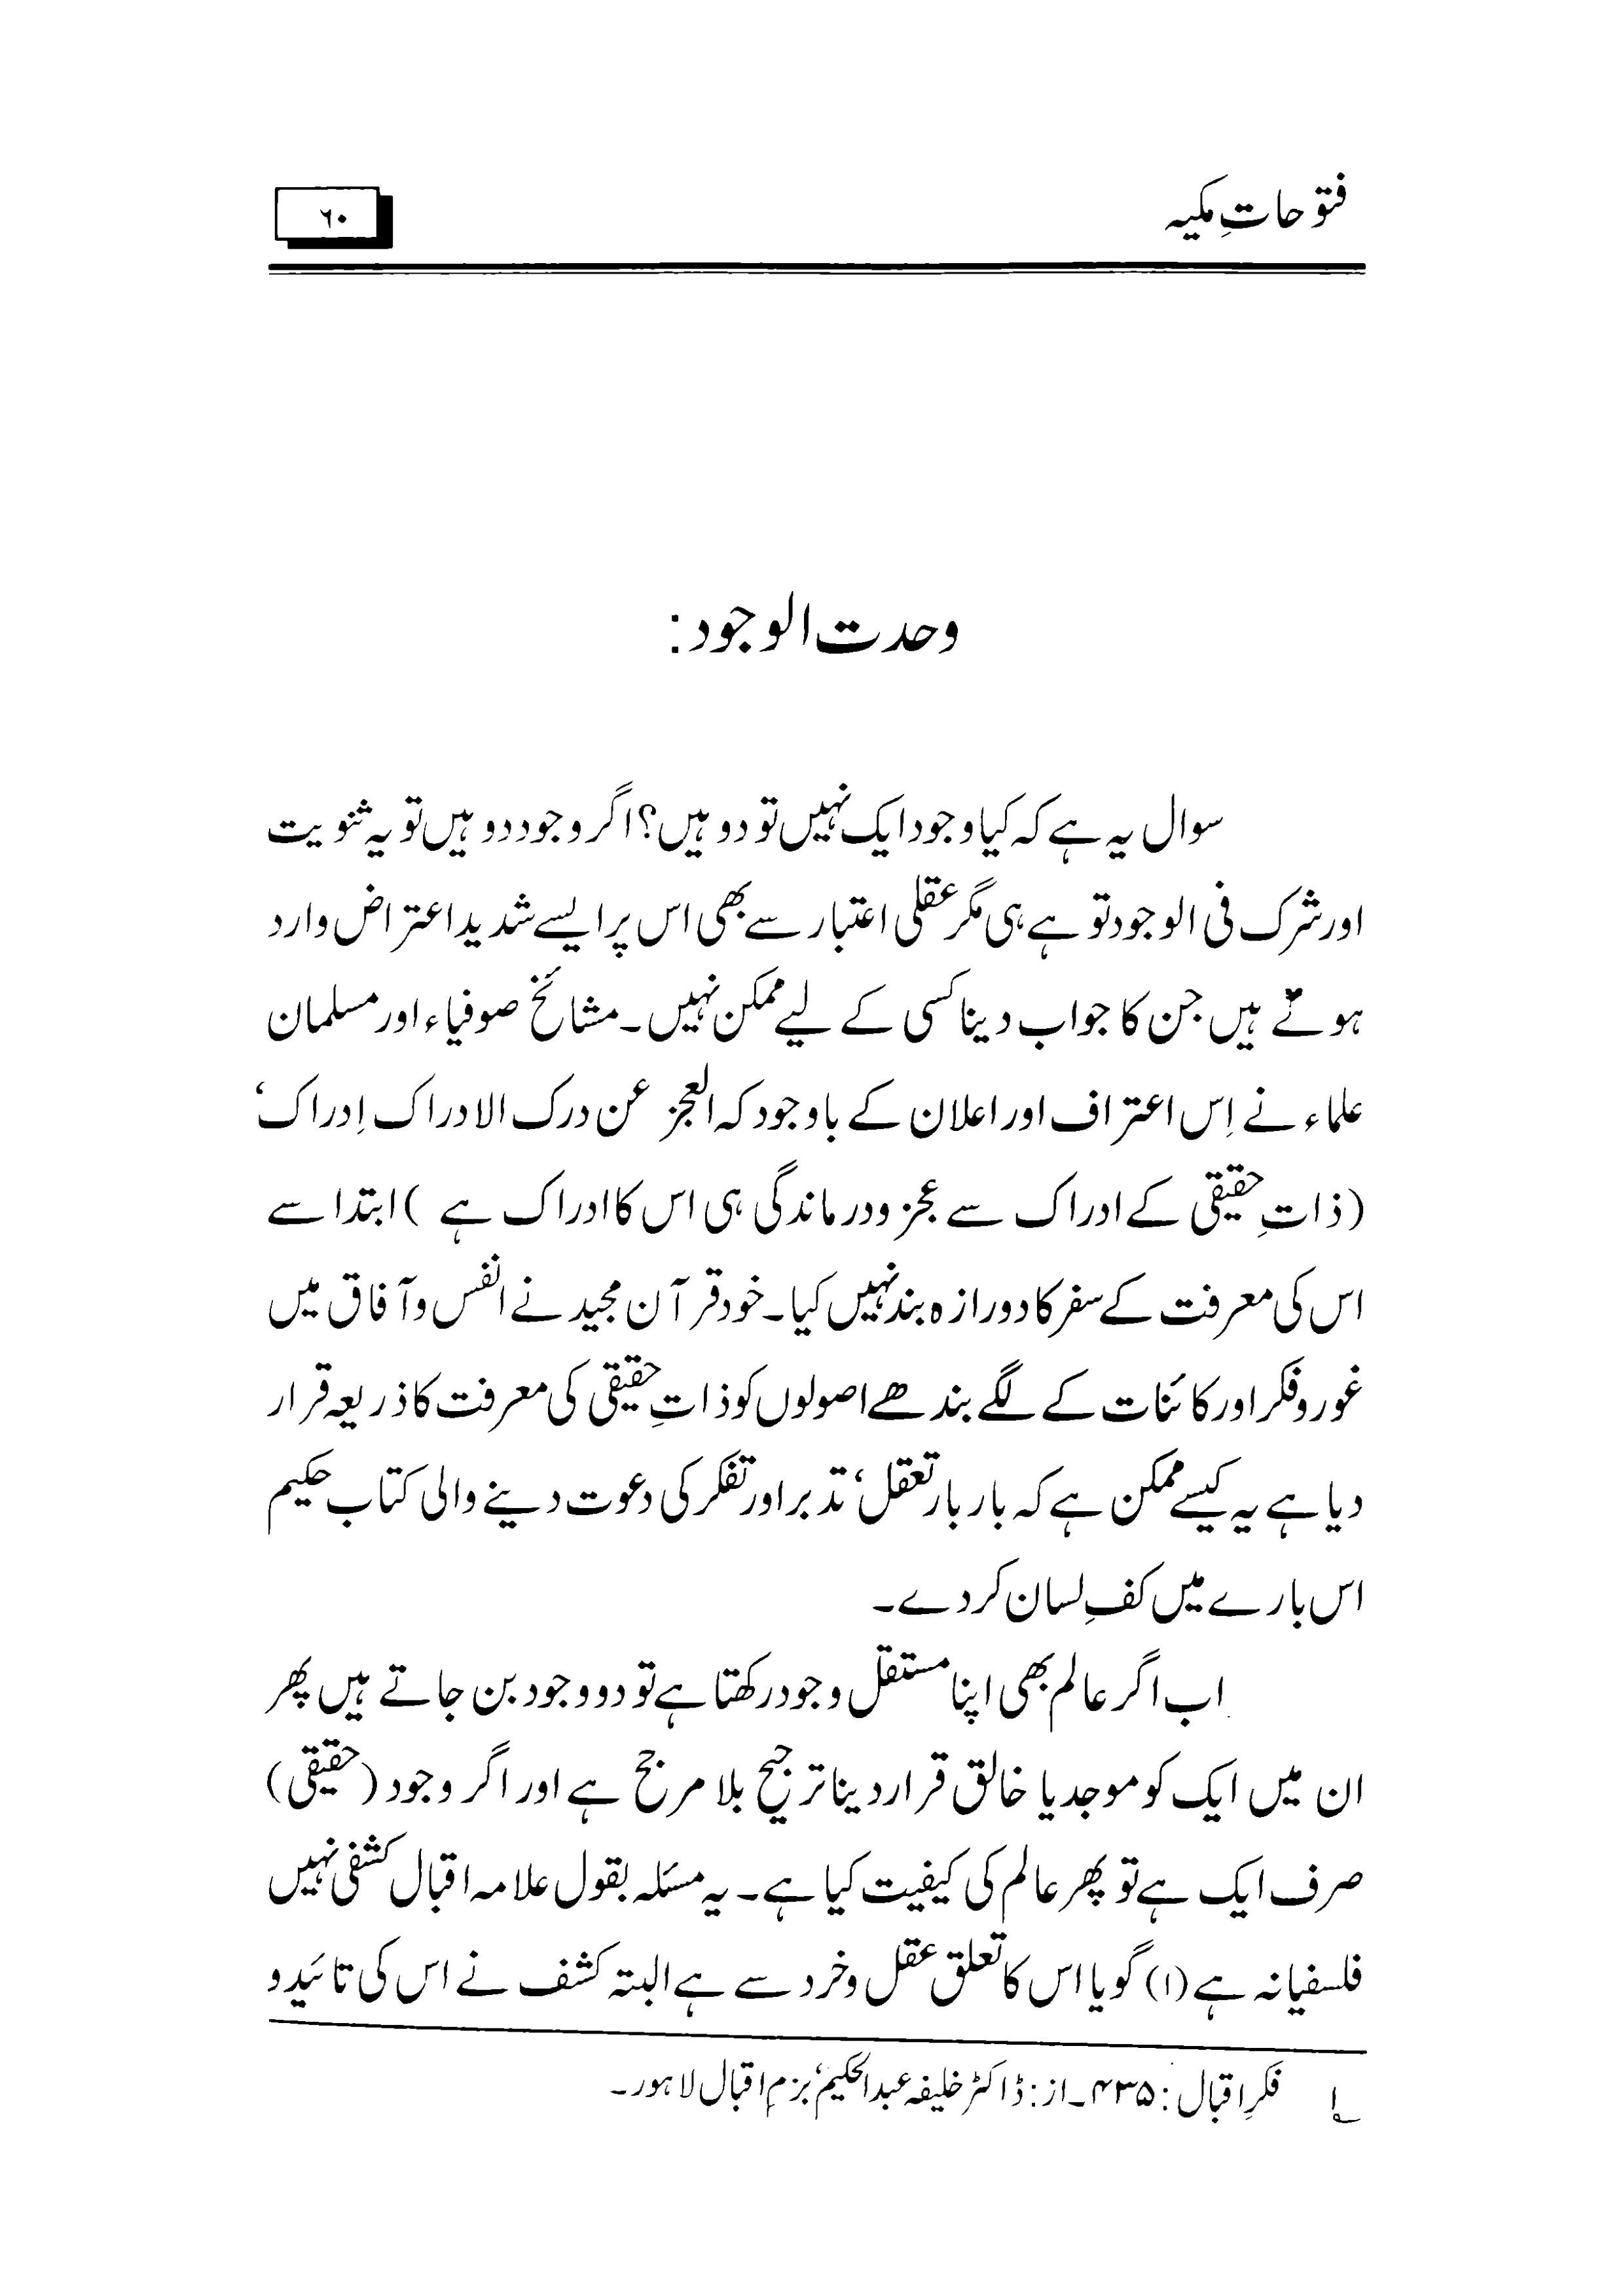 فتوحاتِ مکیہ
۶۰
وحدت الوجود:
سوال یہ ہے کہ کیا وجود ایک نہیں تو دو ہیں؟ اگر وجود دو ہیں تو یہ ثنویت
اور شرک فی الوجود تو ہے ہی مگر عقلی اعتبار سے بھی اس پر ایسے شدید اعتراض وارد
ہوئے ہیں جن کا جواب دینا کسی کے لیے ممکن نہیں۔ مشائخ صوفیاء اور مسلمان
علماء نے اِس اعتراف اور اعلان کے باوجود کہ العجز عن درک الادراک اِدراک،
(ذاتِ حقیقی کے ادراک سے عجز ودرماندگی ہی اس کا ادراک ہے ) ابتدا سے
اس کی معرفت کے سفر کا دورازہ بند نہیں کیا۔ خود قرآن مجید نے انفس وآفاق میں
غور وفکر اور کائنات کے لگے بندھے اصولوں کو ذاتِ حقیقی کی معرفت کا ذریعہ قرار
دیا ہے یہ کیسے ممکن ہے کہ بار بار تعقل، تدبر اور تفکر کی دعوت دینے والی کتاب حکیم
اس بارے میں کفِ لسان کر دے۔
اب اگر عالم بھی اپنا مستقل وجود رکھتا ہے تو دو وجود بن جاتے ہیں پھر
ان میں ایک کو موجد یا خالق قرار دینا ترجیح بلا مرجح ہے اور اگر وجود (حقیقی)
صرف ایک ہے تو پھر عالم کی کیفیت کیا ہے۔ یہ مسئلہ بقول علامہ اقبال کشفی نہیں
فلسفیانہ ہے (۱) گویا اس کا تعلق عقل وخرد سے ہے البتہ کشف نے اس کی تائید و
۱؎ فکرِ اقبال: ۴۳۵۔ از: ڈاکٹر خلیفہ عبدالحکیم، بزمِ اقبال لاہور۔